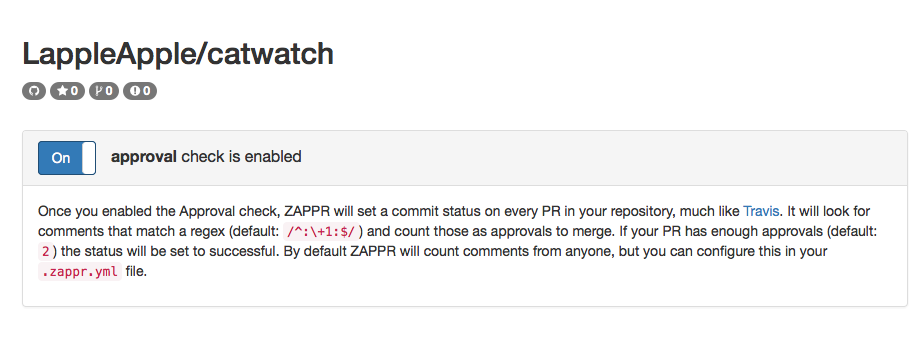 LappleApple/catwatch
0 0 0
On approval check is enabled
Once you enabled the Approval check, ZAPPR will set a commit status on every PR in your repository, much like Travis. It will look for
comments that match a regex (default: /^:\+1:$/ ) and count those as approvals to merge. If your PR has enough approvals (default:
2 ) the status will be set to successful. By default ZAPPR will count comments from anyone, but you can configure this in your
.zappr.yml file.